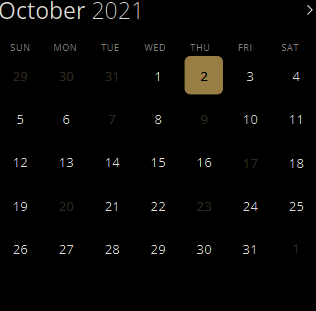 October 2021
SUN MON TUE WED THU FRI SAT
29 30 31 1 2 3 4
5 6 7 8 9 10 11
12 13 14 15 16 17 18
19 20 21 22 23 24 25
26 27 28 29 30 31 1